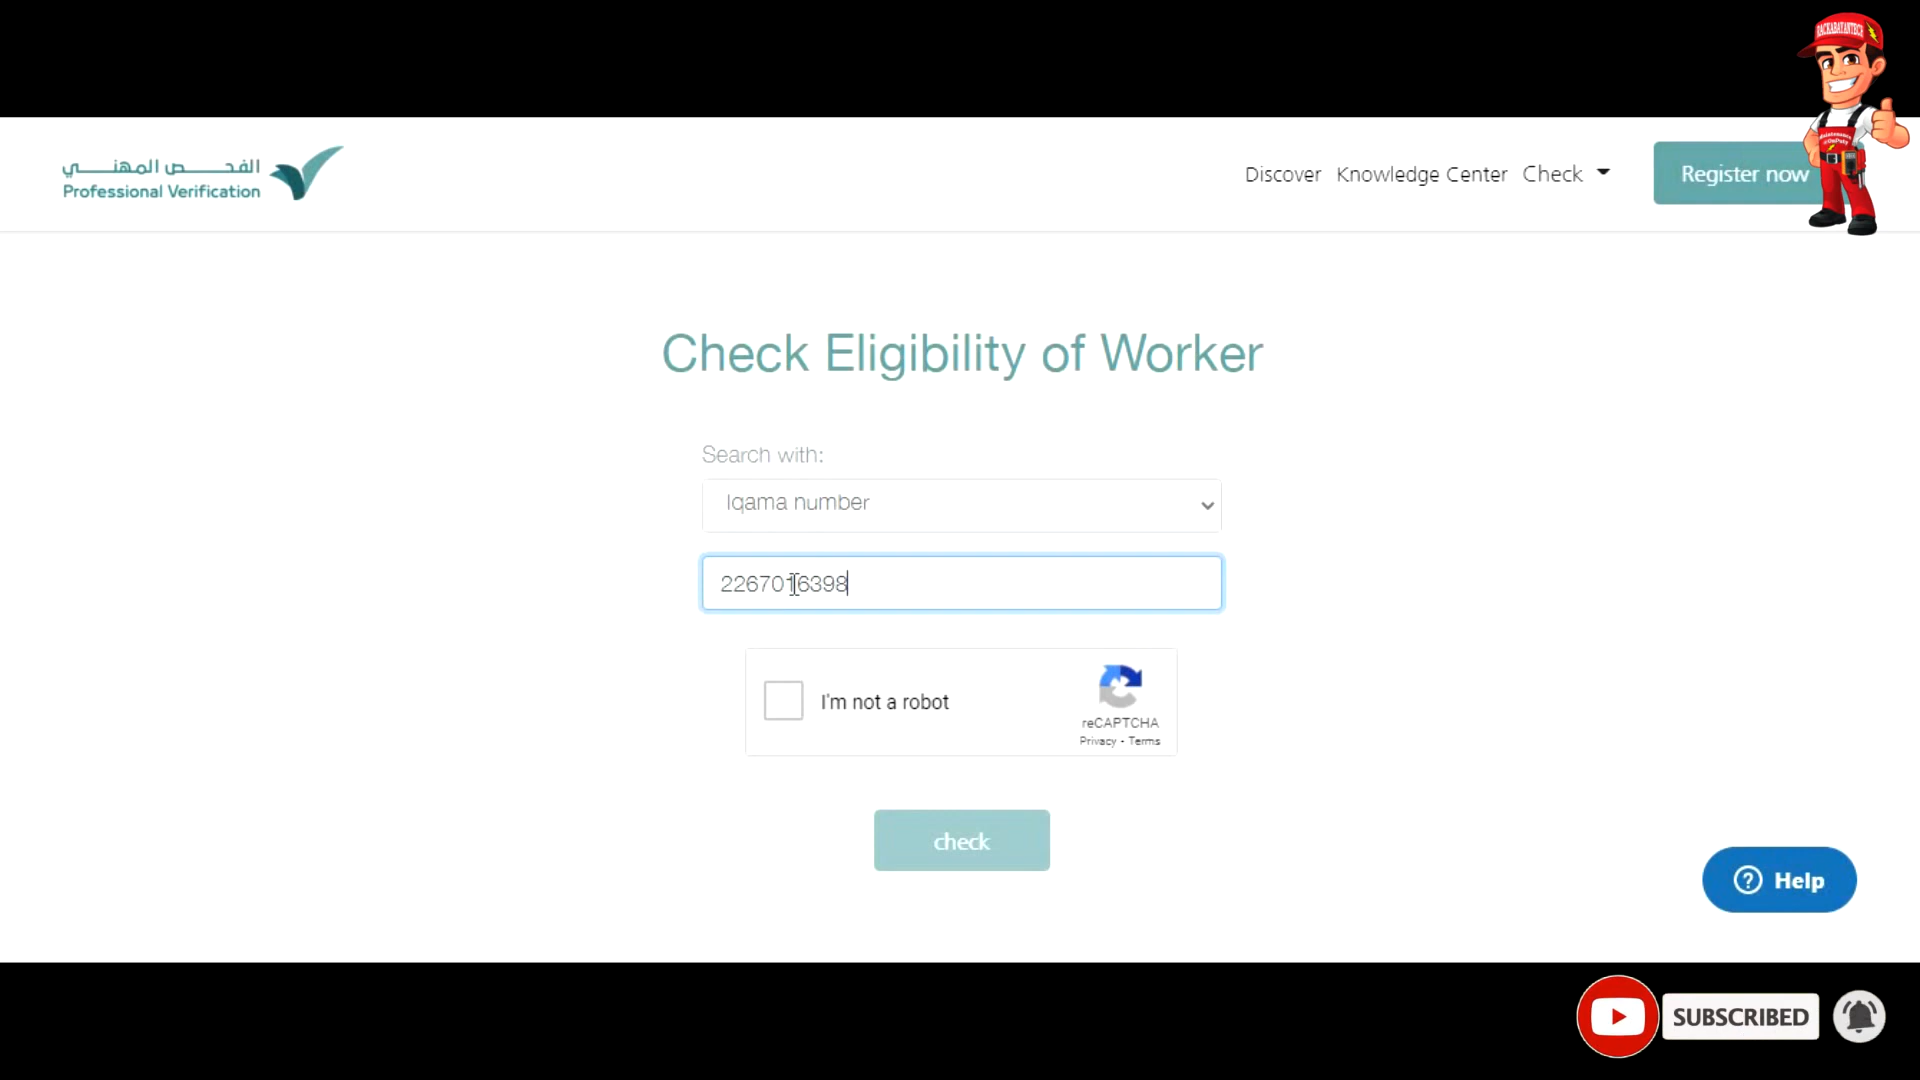 RACKABAYANTECH
الفحص المهني
Professional Verification
Discover Knowledge Center Check
Register now
Check Eligibility of Worker
Search with:
Iqama number
2267016398
I'm not a robot
reCAPTCHA
Privacy - Terms
check
Help
SUBSCRIBED